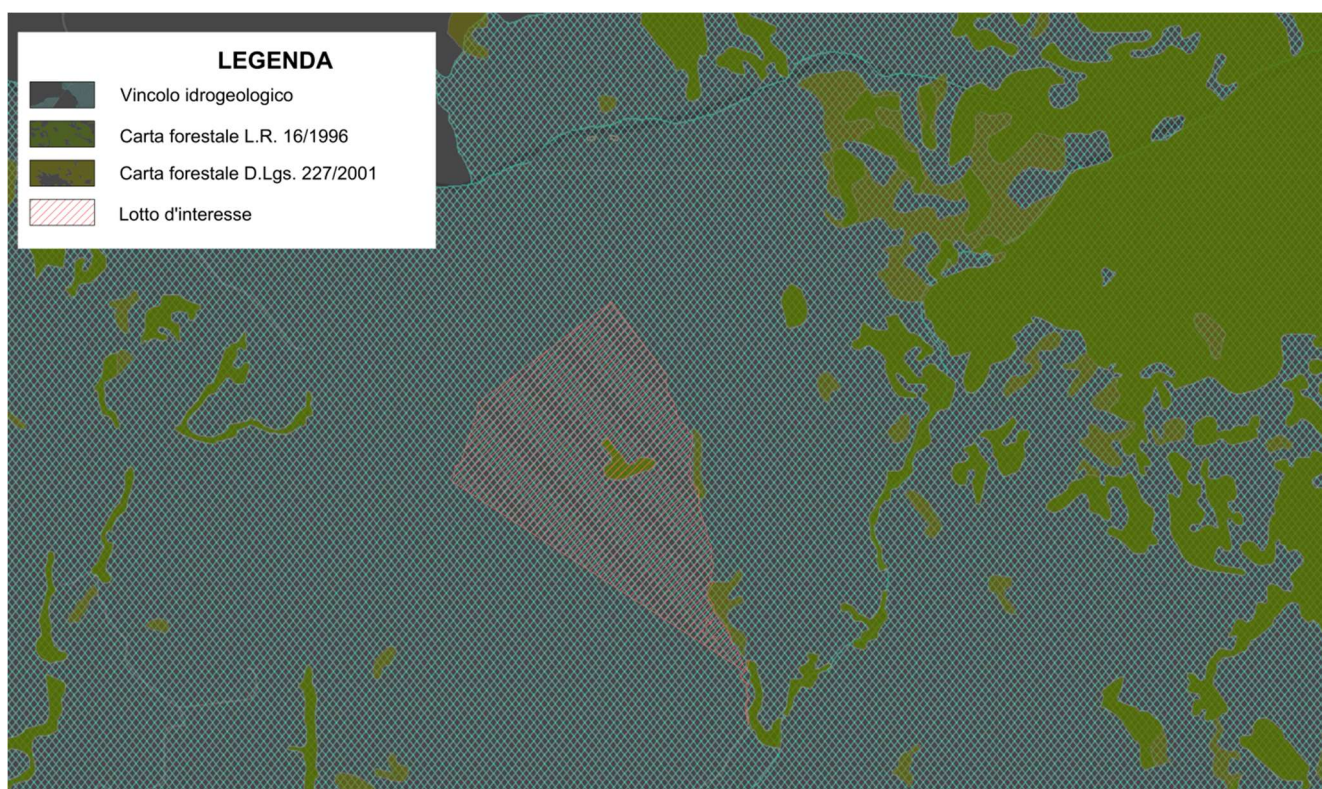 LEGENDA
Vincolo idrogeologico
Carta forestale L.R. 16/1996
Carta forestale D.Lgs. 227/2001
Lotto d'interesse